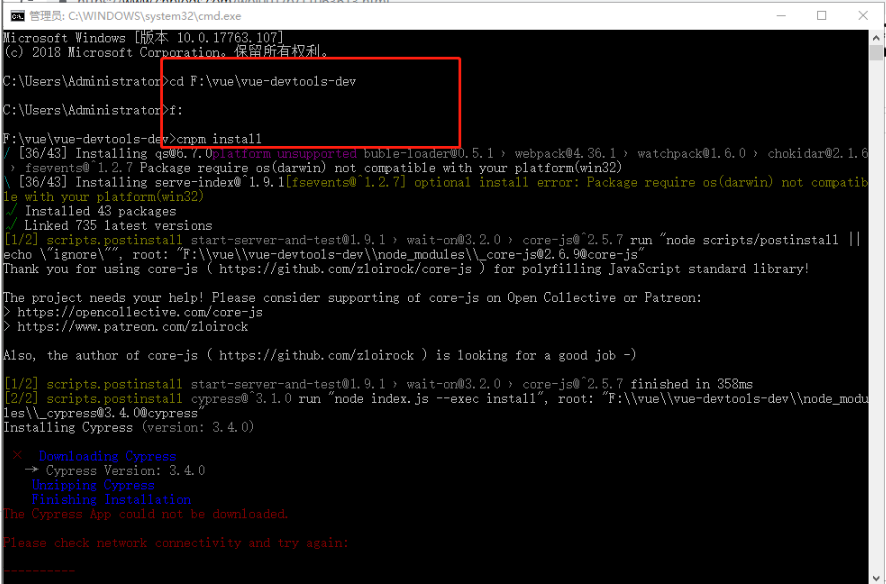 管理员: C:\WINDOWS\system32\cmd.exe
Microsoft Windows [版本 10.0.17763.107]
(c) 2018 Microsoft Corporation。保留所有权利。
C:\Users\Administrator>cd F:\vue\vue-devtools-dev
C:\Users\Administrator>f:
F:\vue\vue-devtools-dev>cnpm install
/ [36/43] Installing qs@6.7.0platform unsupported buble-loader@0.5.1 › webpack@4.36.1 › watchpack@1.6.0 › chokidar@2.1.6
› fsevents@^1.2.7 Package require os(darwin) not compatible with your platform(win32)
\ [36/43] Installing serve-index@^1.9.1[fsevents@^1.2.7] optional install error: Package require os(darwin) not compatib
le with your platform(win32)
√ Installed 43 packages
√ Linked 735 latest versions
[1/2] scripts.postinstall start-server-and-test@1.9.1 › wait-on@3.2.0 › core-js@^2.5.7 run "node scripts/postinstall ||
echo \"ignore\"", root: "F:\\vue\\vue-devtools-dev\\node_modules\\_core-js@2.6.9@core-js"
Thank you for using core-js ( https://github.com/zloirock/core-js ) for polyfilling JavaScript standard library!
The project needs your help! Please consider supporting of core-js on Open Collective or Patreon:
> https://opencollective.com/core-js
> https://www.patreon.com/zloirock
Also, the author of core-js ( https://github.com/zloirock ) is looking for a good job -)
[1/2] scripts.postinstall start-server-and-test@1.9.1 › wait-on@3.2.0 › core-js@^2.5.7 finished in 358ms
[2/2] scripts.postinstall cypress@^3.1.0 run "node index.js --exec install", root: "F:\\vue\\vue-devtools-dev\\node_modu
les\\_cypress@3.4.0@cypress"
Installing Cypress (version: 3.4.0)
× Downloading Cypress
→ Cypress Version: 3.4.0
Unzipping Cypress
Finishing Installation
The Cypress App could not be downloaded.
Please check network connectivity and try again:
----------